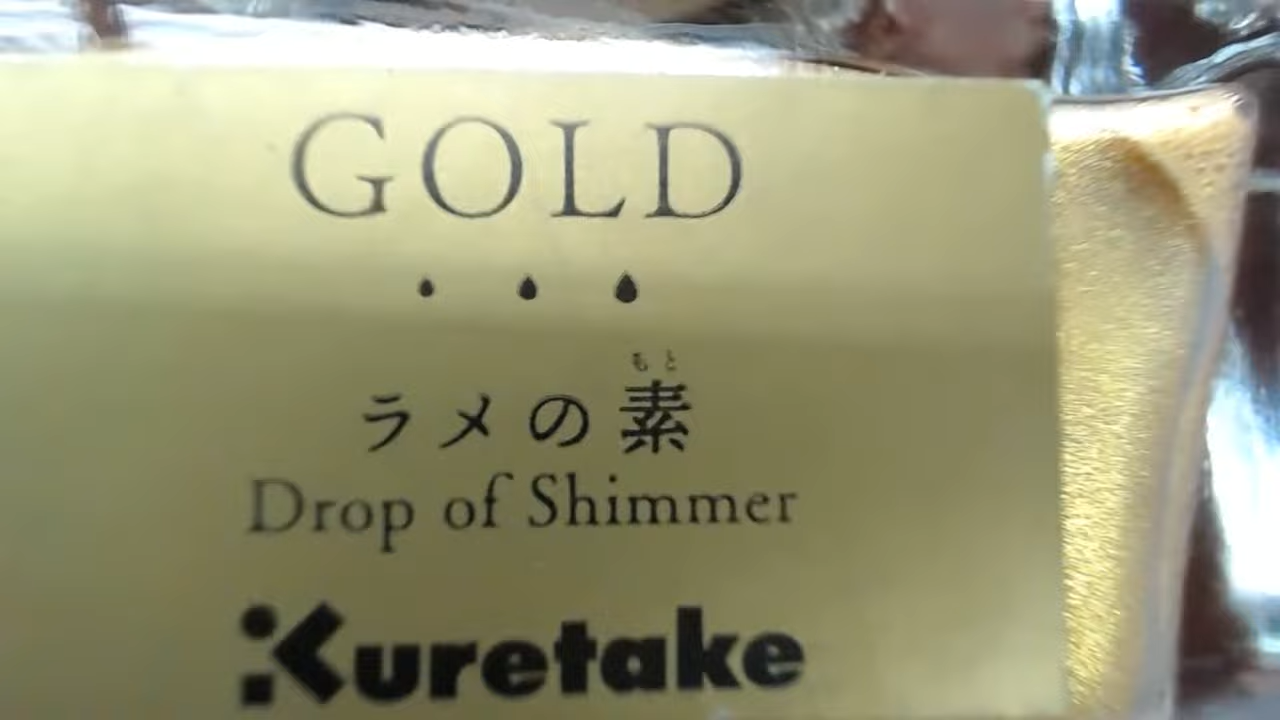 GOLD
もと
ラメの素
Drop of Shimmer
Kuretake